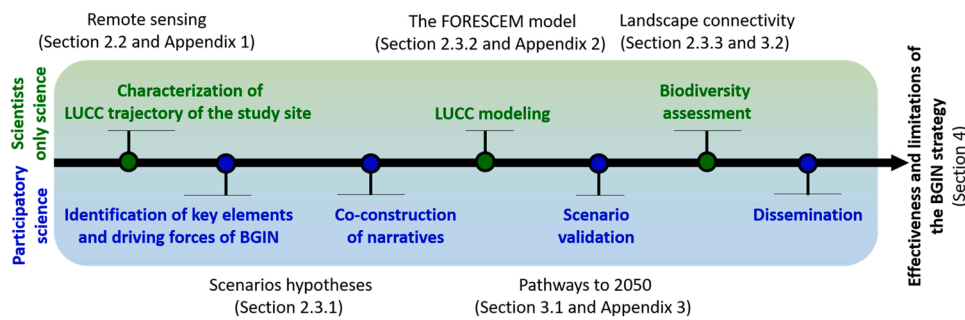 Remote sensing
(Section 2.2 and Appendix 1)
The FORESCEM model
(Section 2.3.2 and Appendix 2)
Landscape connectivity
(Section 2.3.3 and 3.2)
Scientists
only science
Characterization of
LUCC trajectory of the study site
LUCC modeling
Biodiversity
assessment
Participatory
science
Identification of key elements
and driving forces of BGIN
Co-construction
of narratives
Scenario
validation
Dissemination
Scenarios hypotheses
(Section 2.3.1)
Pathways to 2050
(Section 3.1 and Appendix 3)
Effectiveness and limitations of
the BGIN strategy
(Section 4)